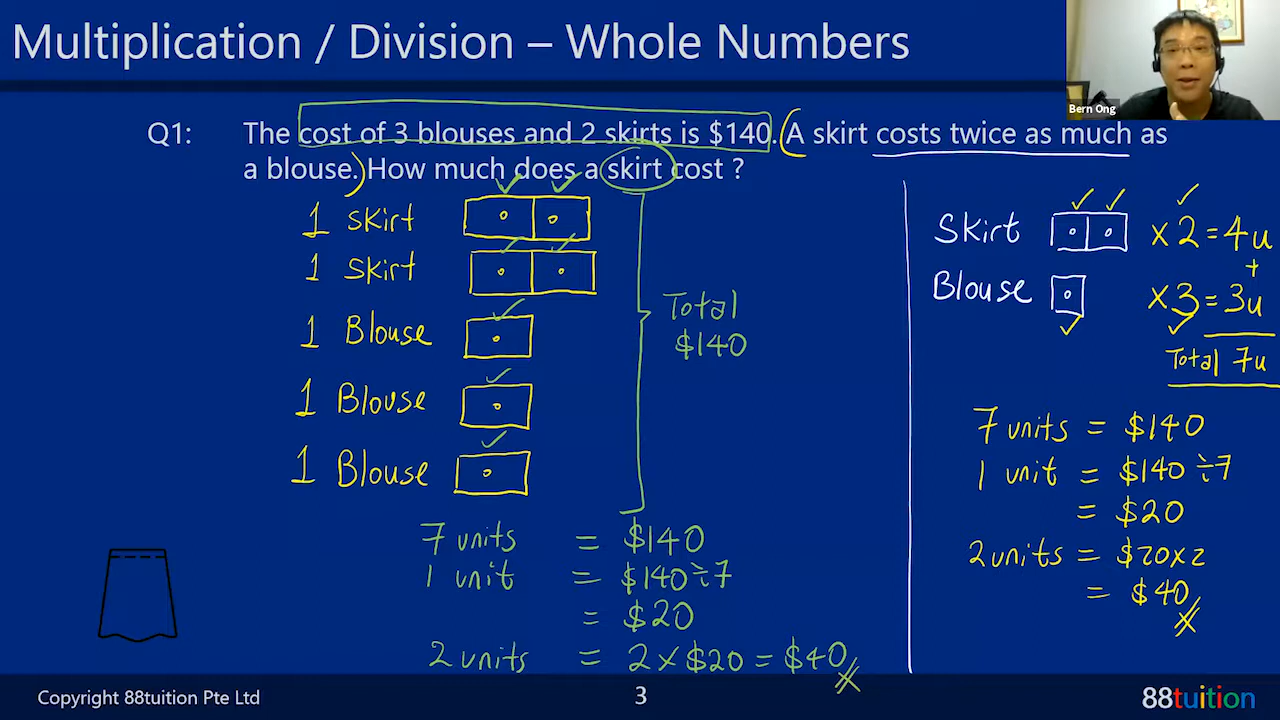 Multiplication / Division – Whole Numbers
Bern Ong
Q1: The cost of 3 blouses and 2 skirts is $140. A skirt costs twice as much as
a blouse. How much does a skirt cost ?
1 Skirt
1 Skirt
1 Blouse
1 Blouse
1 Blouse
Total
$140
7 units = $140
1 unit = $140÷7
= $20
2 units = 2 x $20 = $40
Skirt x2=4u
+
Blouse x3=3u
Total 7u
7 units = $140
1 unit = $140÷7
= $20
2 units = $20x2
= $40
Copyright 88tuition Pte Ltd
3
88tuition